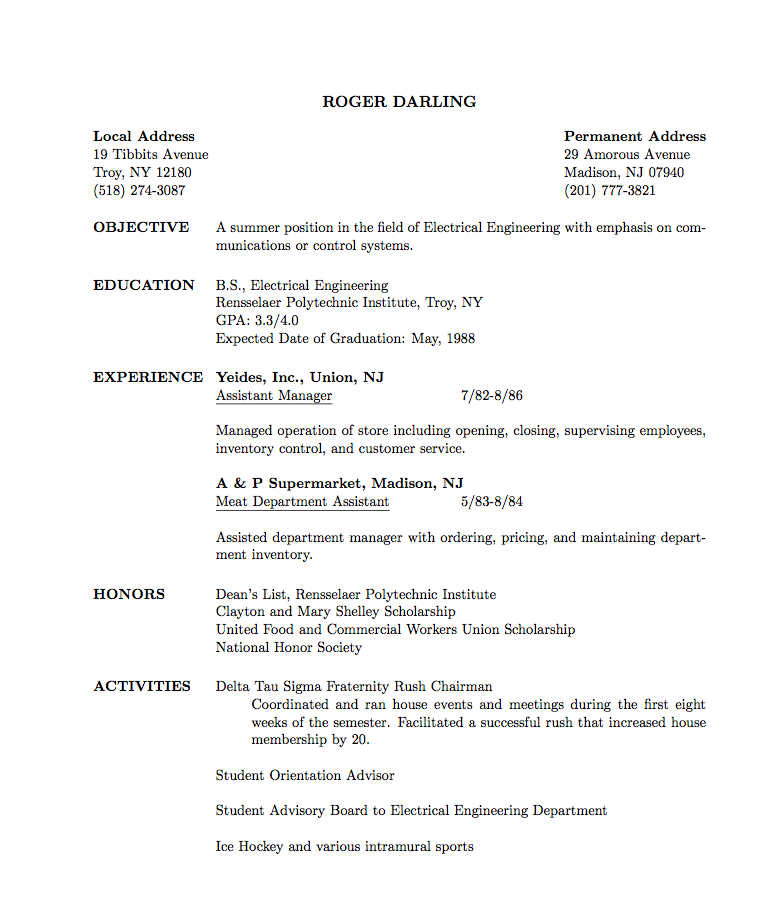 ROGER DARLING
Local Address
19 Tibbits Avenue
Troy, NY 12180
(518) 274-3087
Permanent Address
29 Amorous Avenue
Madison, NJ 07940
(201) 777-3821
OBJECTIVE A summer position in the field of Electrical Engineering with emphasis on com-
munications or control systems.
EDUCATION B.S., Electrical Engineering
Rensselaer Polytechnic Institute, Troy, NY
GPA: 3.3/4.0
Expected Date of Graduation: May, 1988
EXPERIENCE Yeides, Inc., Union, NJ
Assistant Manager 7/82-8/86
Managed operation of store including opening, closing, supervising employees,
inventory control, and customer service.
A & P Supermarket, Madison, NJ
Meat Department Assistant 5/83-8/84
Assisted department manager with ordering, pricing, and maintaining depart-
ment inventory.
HONORS Dean's List, Rensselaer Polytechnic Institute
Clayton and Mary Shelley Scholarship
United Food and Commercial Workers Union Scholarship
National Honor Society
ACTIVITIES Delta Tau Sigma Fraternity Rush Chairman
Coordinated and ran house events and meetings during the first eight
weeks of the semester. Facilitated a successful rush that increased house
membership by 20.
Student Orientation Advisor
Student Advisory Board to Electrical Engineering Department
Ice Hockey and various intramural sports